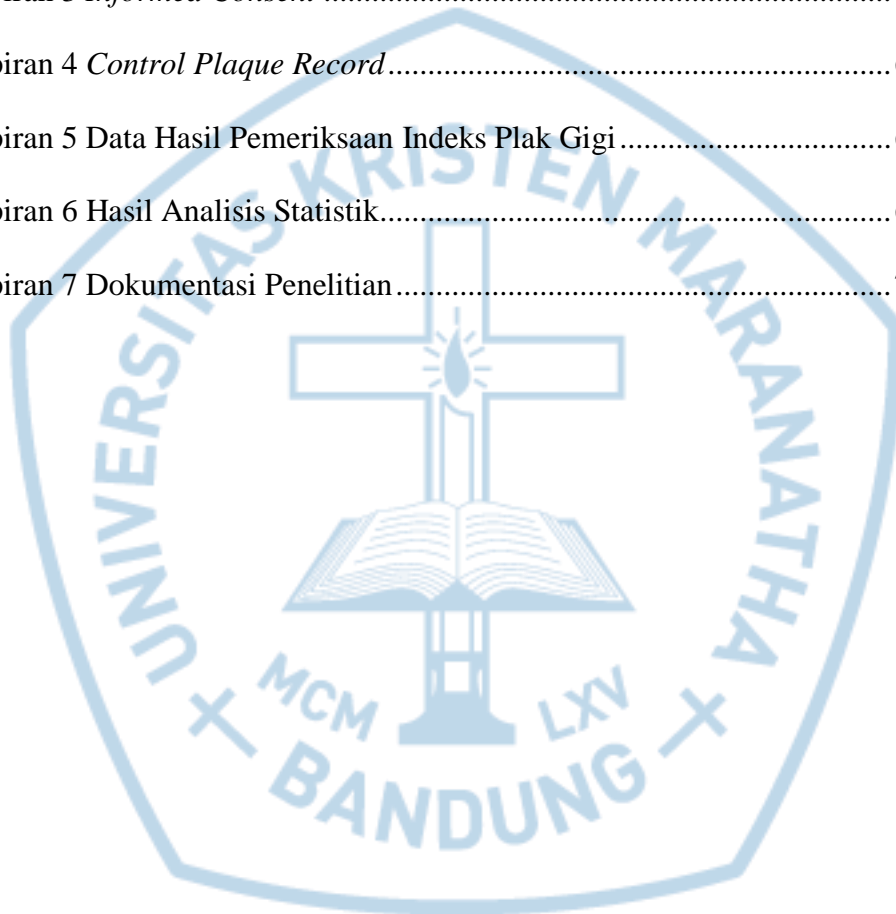 piran 4 Control Plaque Record
piran 5 Data Hasil Pemeriksaan Indeks Plak Gigi
piran 6 Hasil Analisis Statistik
piran 7 Dokumentasi Penelitian
UNIVERSITAS KRISTEN MARANATHA
MCM LXV
BANDUNG